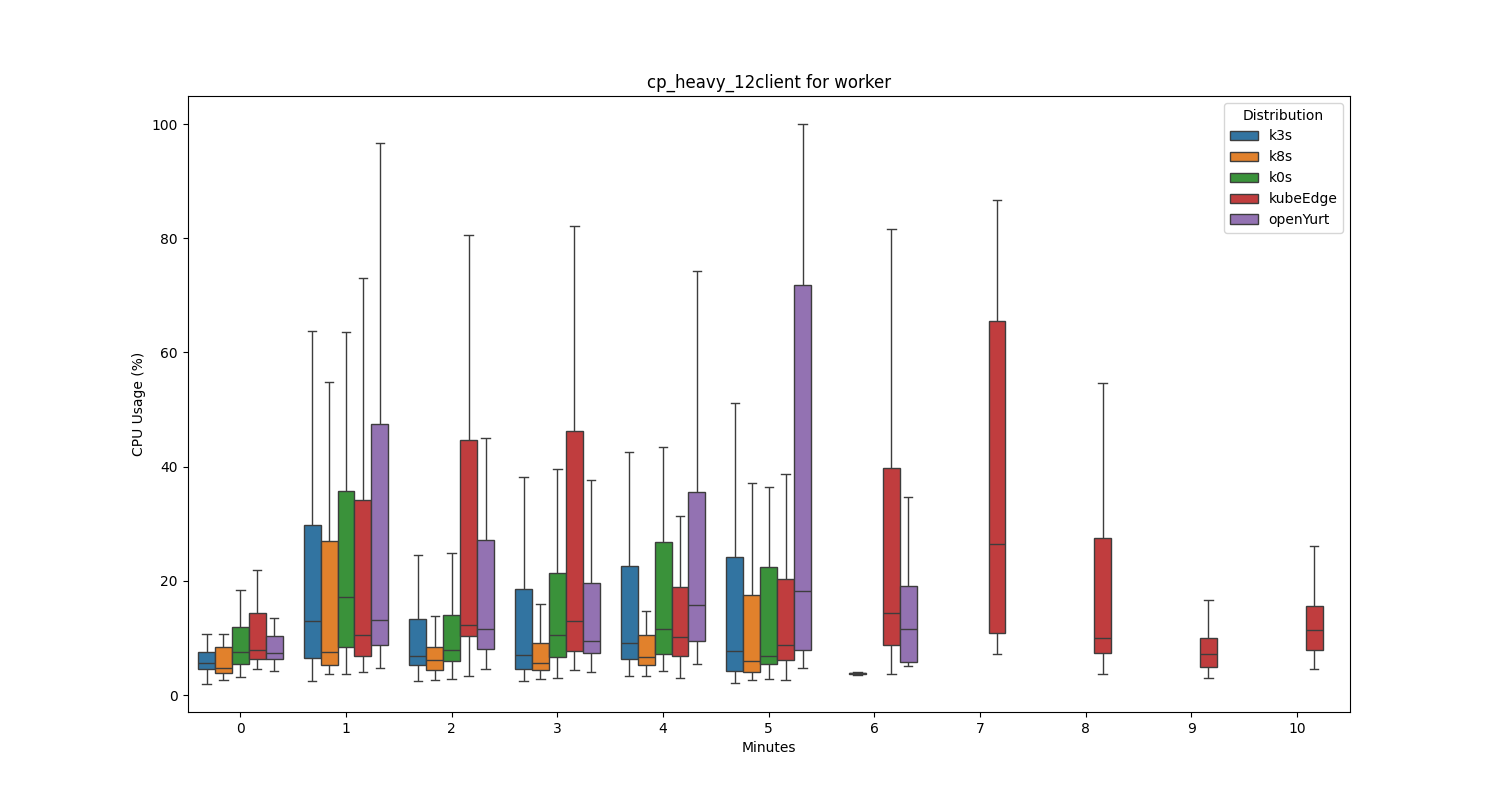 cp_heavy_12client for worker
Distribution
k3s
k8s
k0s
kubeEdge
openYurt
CPU Usage (%)
100
80
60
40
20
0
0 1 2 3 4 5 6 7 8 9 10
Minutes